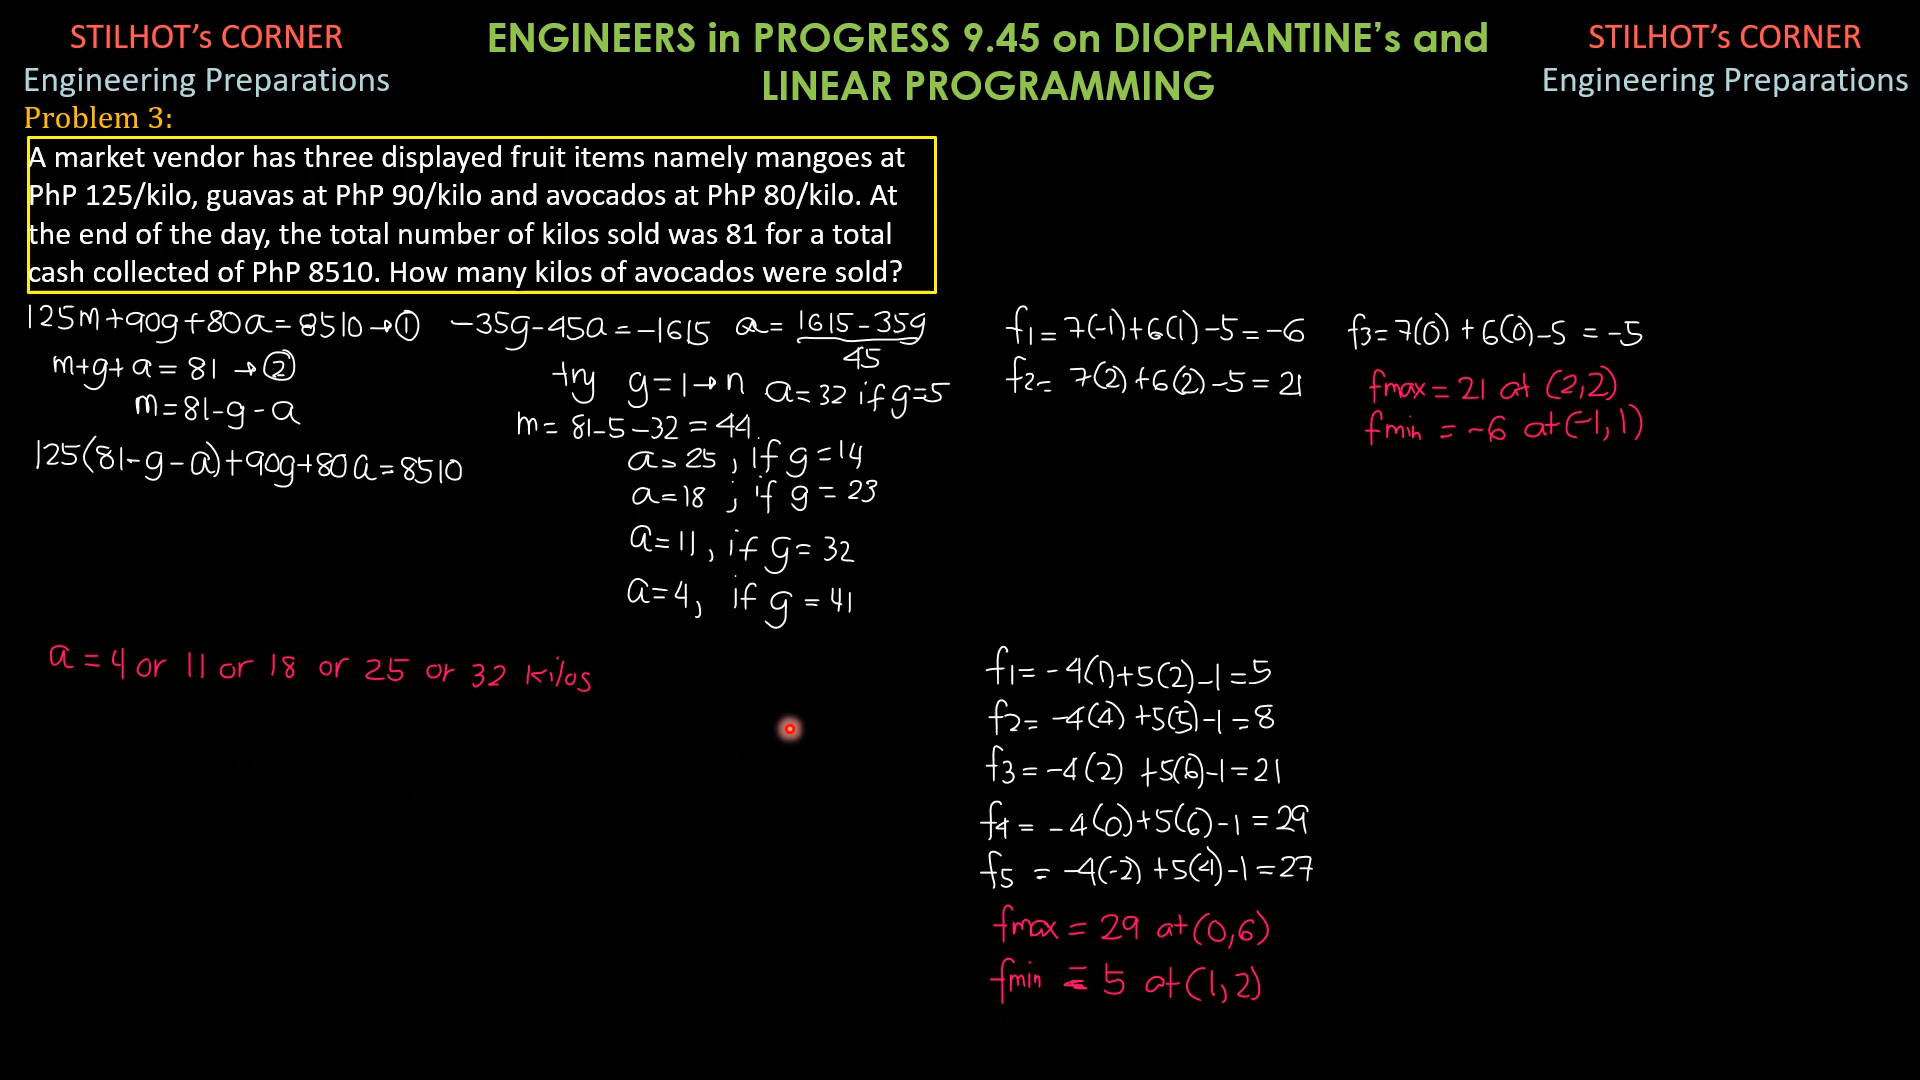 STILHOT's CORNER
Engineering Preparations
ENGINEERS in PROGRESS 9.45 on DIOPHANTINE's and
LINEAR PROGRAMMING
STILHOT's CORNER
Engineering Preparations
Problem 3:
A market vendor has three displayed fruit items namely mangoes at
PhP 125/kilo, guavas at PhP 90/kilo and avocados at PhP 80/kilo. At
the end of the day, the total number of kilos sold was 81 for a total
cash collected of PhP 8510. How many kilos of avocados were sold?
125m+90g+80a=8510→①
m+g+a=81→②
m=81-g-a
125(81-g-a)+90g+80a=8510
-35g-45a=-1615
a=(1615-35g)/45
try g=1→n
a=32 if g=5
m=81-5-32=44.
a=25, if g=14
a=18; if g=23
a=11, if g=32
a=4, if g=41
a=4 or 11 or 18 or 25 or 32 kilos
f1=7(-1)+6(1)-5=-6
f2=7(2)+6(2)-5=21
f3=7(0)+6(0)-5=-5
fmax=21 at (2,2)
fmin=-6 at (-1,1)
f1=-4(1)+5(2)-1=5
f2=-4(4)+5(5)-1=8
f3=-4(2)+5(6)-1=21
f4=-4(0)+5(6)-1=29
f5=-4(-2)+5(4)-1=27
fmax=29 at (0,6)
fmin=5 at (1,2)